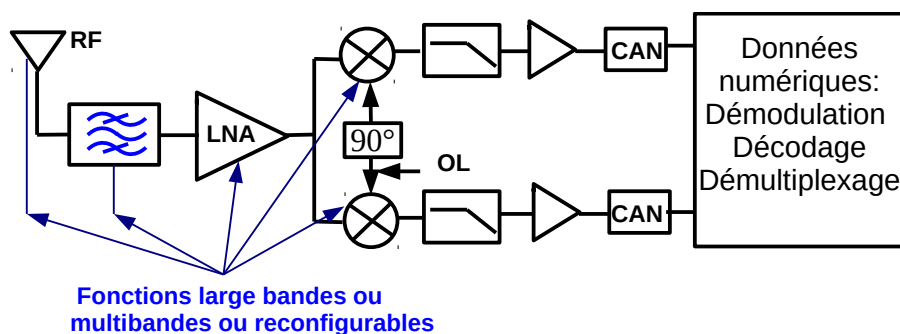 RF
LNA
90°
OL
CAN
CAN
Données
numériques:
Démodulation
Décodage
Démultiplexage
Fonctions large bandes ou
multibandes ou reconfigurables